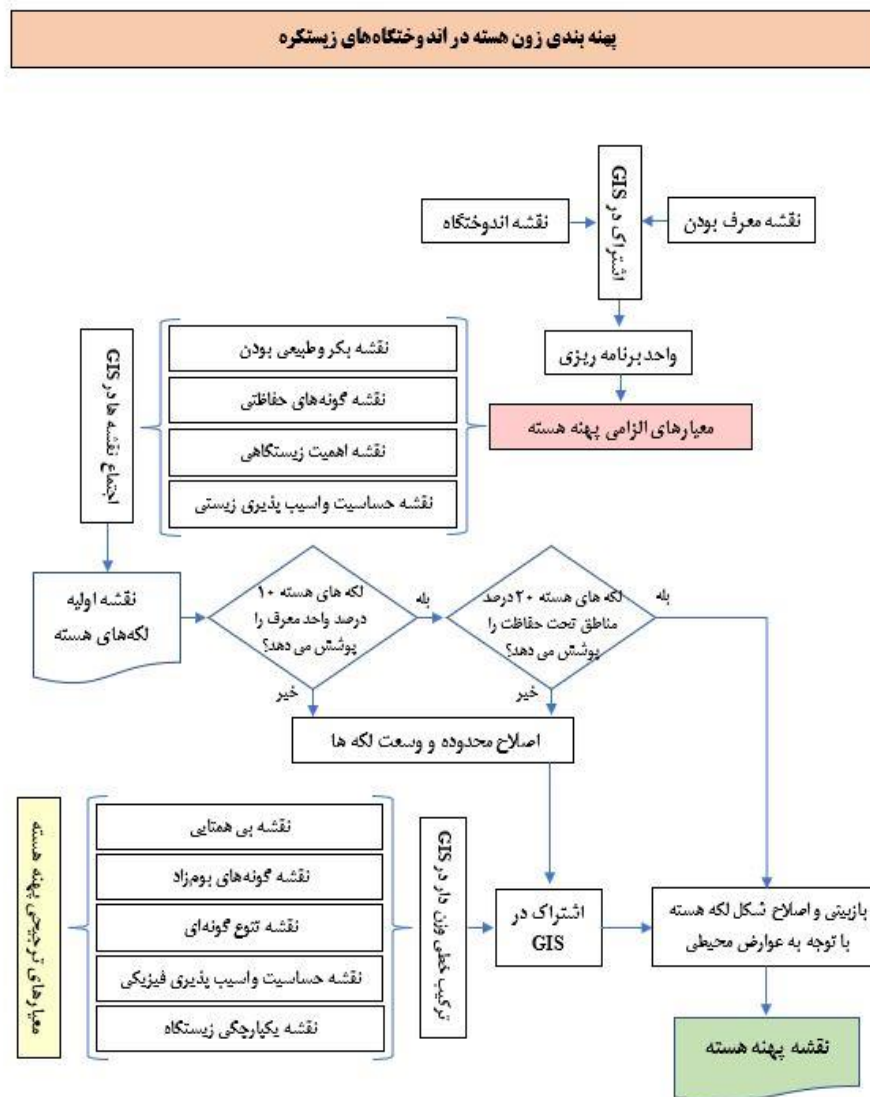 پهنه بندی زون هسته در اندوختگاه‌های زیستکره
نقشه معرف بودن
اشتراک در GIS
نقشه اندوختگاه
واحد برنامه ریزی
معیارهای الزامی پهنه هسته
نقشه بکر وطبیعی بودن
نقشه گونه‌های حفاظتی
نقشه اهمیت زیستگاهی
نقشه حساسیت واسیب پذیری زیستی
اجتماع نقشه ها در GIS
نقشه اولیه
لکه‌های هسته
لکه های هسته ۱۰
درصد واحد معرف را
پوشش می دهد؟
بله
خیر
لکه های هسته ۲۰درصد
مناطق تحت حفاظت را
پوشش می دهد؟
بله
خیر
اصلاح محدوده و وسعت لکه ها
معیارهای ترجیحی پهنه هسته
نقشه بی همتایی
نقشه گونه‌های بوم‌زاد
نقشه تنوع گونه‌ای
نقشه حساسیت واسیب پذیری فیزیکی
نقشه یکپارچگی زیستگاه
ترکیب خطی وزن دار در GIS
اشتراک در
GIS
بازبینی و اصلاح شکل لکه هسته
با توجه به عوارض محیطی
نقشه پهنه هسته